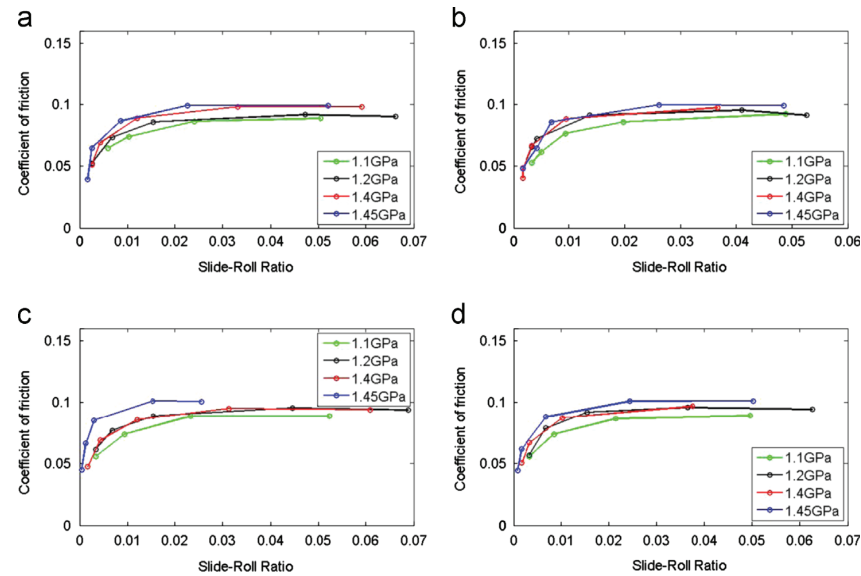 a
0.15
0.1
0.05
0
Coefficient of friction
0 0.01 0.02 0.03 0.04 0.05 0.06 0.07
Slide-Roll Ratio
1.1GPa
1.2GPa
1.4GPa
1.45GPa
b
0.15
0.1
0.05
0
Coefficient of friction
0 0.01 0.02 0.03 0.04 0.05 0.06
Slide-Roll Ratio
1.1GPa
1.2GPa
1.4GPa
1.45GPa
c
0.15
0.1
0.05
0
Coefficient of friction
0 0.01 0.02 0.03 0.04 0.05 0.06 0.07
Slide-Roll Ratio
1.1GPa
1.2GPa
1.4GPa
1.45GPa
d
0.15
0.1
0.05
0
Coefficient of friction
0 0.01 0.02 0.03 0.04 0.05 0.06 0.07
Slide-Roll Ratio
1.1GPa
1.2GPa
1.4GPa
1.45GPa